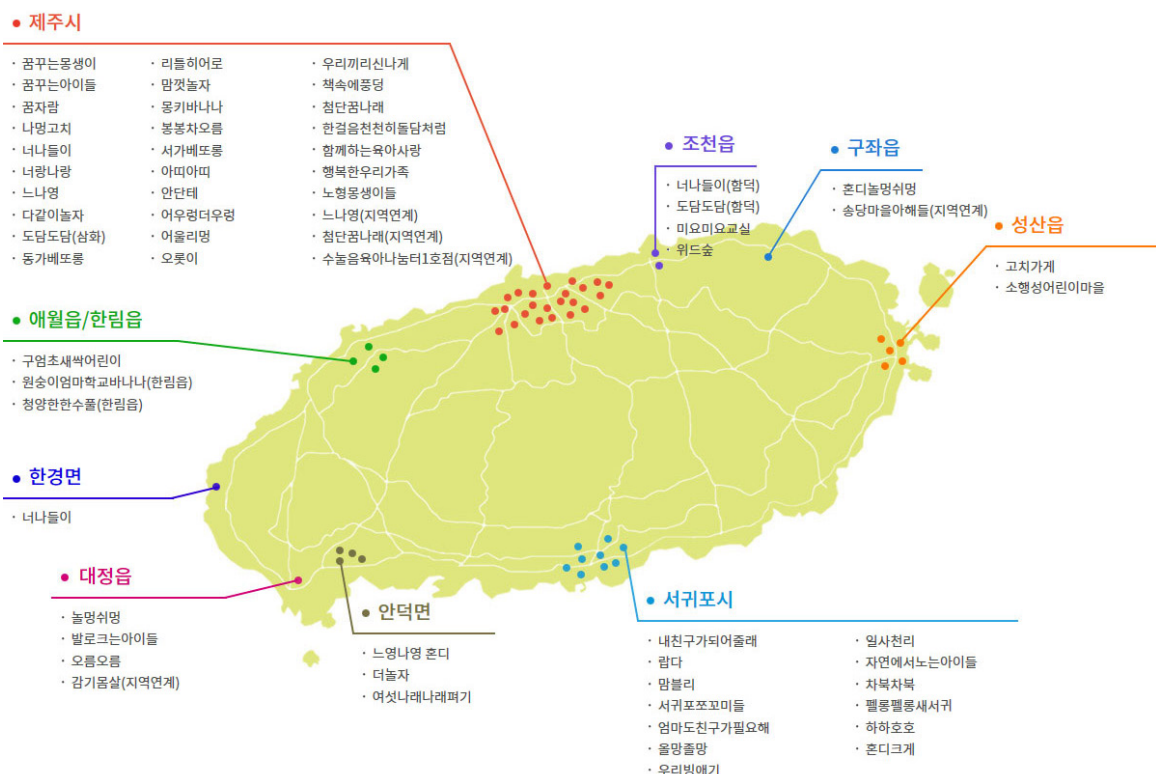 제주시
· 꿈꾸는몽생이
· 꿈꾸는아이들
· 꿈자람
· 나멍고치
· 너나들이
· 너랑나랑
· 느나영
· 다같이놀자
· 도담도담(삼화)
· 동가베또롱
· 리틀히어로
· 맘껏놀자
· 몽키바나나
· 봉봉차오름
· 서가베또롱
· 아띠아띠
· 안단테
· 어우렁더우렁
· 어울리멍
· 오롯이
· 우리끼리신나게
· 책속에풍덩
· 첨단꿈나래
· 한걸음천천히돌담처럼
· 함께하는육아사랑
· 행복한우리가족
· 노형몽생이들
· 느나영(지역연계)
· 첨단꿈나래(지역연계)
· 수눌음육아나눔터1호점(지역연계)
조천읍
· 너나들이(함덕)
· 도담도담(함덕)
· 미요미요교실
· 위드숲
구좌읍
· 혼디놀멍쉬멍
· 송당마을아해들(지역연계)
성산읍
· 고치가게
· 소행성어린이마을
애월읍/한림읍
· 구엄초새싹어린이
· 원숭이엄마학교바나나(한림읍)
· 청양한한수풀(한림읍)
한경면
· 너나들이
대정읍
· 놀멍쉬멍
· 발로크는아이들
· 오름오름
· 감기몸살(지역연계)
안덕면
· 느영나영 혼디
· 더놀자
· 여섯나래나래펴기
서귀포시
· 내친구가되어줄래
· 랍다
· 맘블리
· 서귀포쪼꼬미들
· 엄마도친구가필요해
· 올망졸망
· 우리빙애기
· 일사천리
· 자연에서노는아이들
· 차북차북
· 펠롱펠롱새서귀
· 하하호호
· 혼디크게